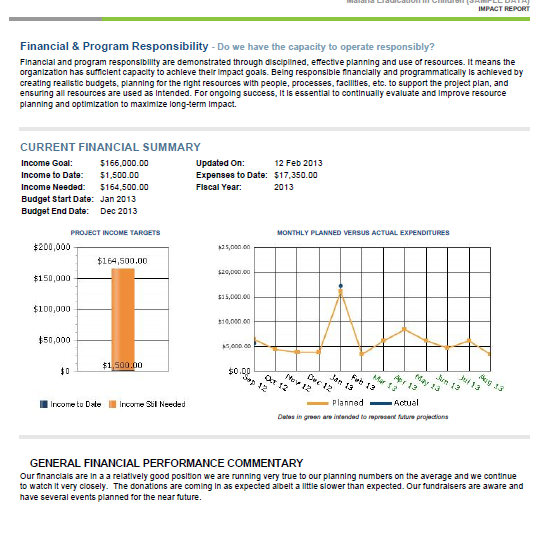 Malaria Eradication in Children (SAMPLE DATA)
IMPACT REPORT
Financial & Program Responsibility - Do we have the capacity to operate responsibly?
Financial and program responsibility are demonstrated through disciplined, effective planning and use of resources. It means the
organization has sufficient capacity to achieve their impact goals. Being responsible financially and programmatically is achieved by
creating realistic budgets, planning for the right resources with people, processes, facilities, etc. to support the project plan, and
ensuring all resources are used as intended. For ongoing success, it is essential to continually evaluate and improve resource
planning and optimization to maximize long-term impact.
CURRENT FINANCIAL SUMMARY
Income Goal: $166,000.00 Updated On: 12 Feb 2013
Income to Date: $1,500.00 Expenses to Date: $17,350.00
Income Needed: $164,500.00 Fiscal Year: 2013
Budget Start Date: Jan 2013
Budget End Date: Dec 2013
PROJECT INCOME TARGETS
$200,000
$164,500.00
$150,000
$100,000
$50,000
$1,500.00
$0
Income to Date Income Still Needed
MONTHLY PLANNED VERSUS ACTUAL EXPENDITURES
$25,000.00
$20,000.00
$15,000.00
$10,000.00
$5,000.00
$0.00
Sep 12 Oct 12 Nov 12 Dec 12 Jan 13 Feb 13 Mar 13 Apr 13 May 13 Jun 13 Jul 13 Aug 13
Planned Actual
Dates in green are intended to represent future projections
GENERAL FINANCIAL PERFORMANCE COMMENTARY
Our financials are in a a relatively good position we are running very true to our planning numbers on the average and we continue
to watch it very closely. The donations are coming in as expected albeit a little slower than expected. Our fundraisers are aware and
have several events planned for the near future.